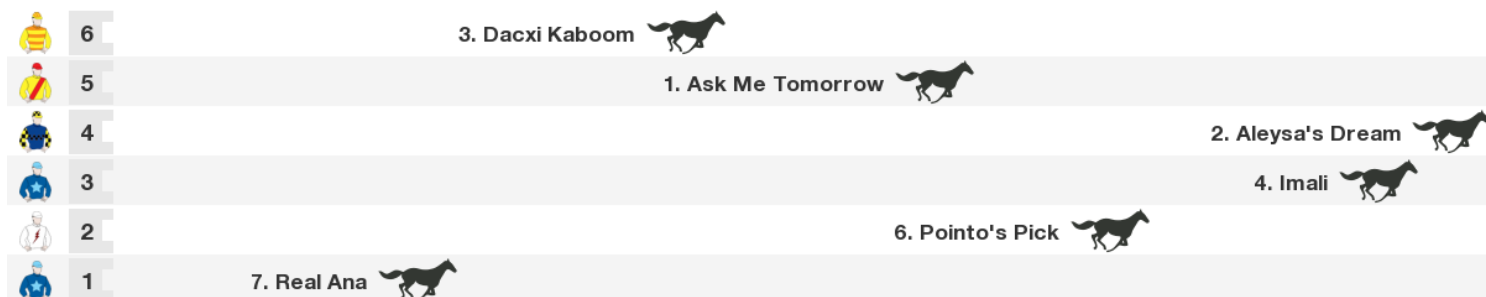 6 3. Dacxi Kaboom
5 1. Ask Me Tomorrow
4 2. Aleysa's Dream
3 4. Imali
2 6. Pointo's Pick
1 7. Real Ana